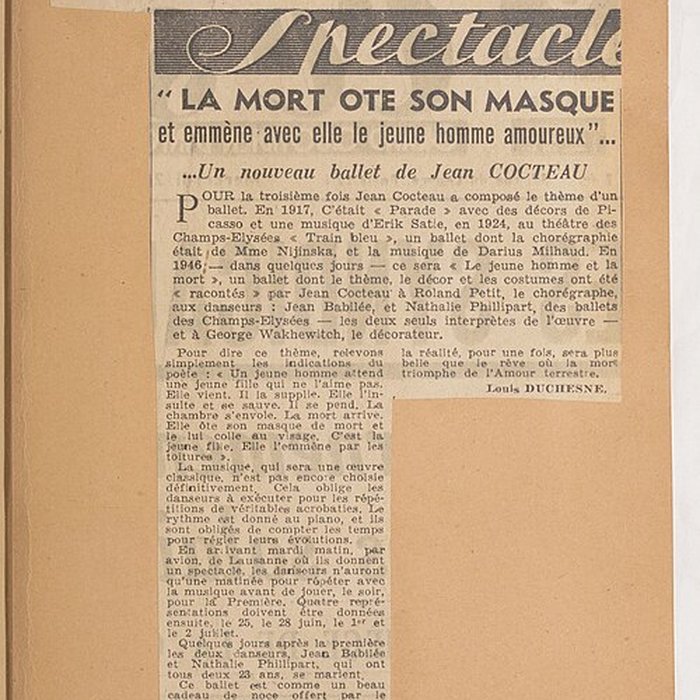 Spectacle
" LA MORT OTE SON MASQUE
et emmène avec elle le jeune homme amoureux"...
...Un nouveau ballet de Jean COCTEAU
POUR la troisième fois Jean Cocteau a composé le thème d'un
ballet. En 1917, C'était « Parade » avec des décors de Pi-
casso et une musique d'Erik Satie, en 1924, au théâtre des
Champs-Elysées « Train bleu », un ballet dont la chorégraphie
était de Mme Nijinska, et la musique de Darius Milhaud. En
1946, — dans quelques jours — ce sera « Le jeune homme et la
mort », un ballet dont le thème, le décor et les costumes ont été
« racontés » par Jean Cocteau à Roland Petit, le chorégraphe,
aux danseurs : Jean Babilée, et Nathalie Phillipart, des ballets
des Champs-Elysées — les deux seuls interprètes de l'œuvre —
et à George Wakhewitch, le décorateur.
Pour dire ce thème, relevons
simplement les indications du
poète : « Un jeune homme attend
une jeune fille qui ne l'aime pas.
Elle vient. Il la supplie. Elle l'in-
sulte et se sauve. Il se pend. La
chambre s'envole. La mort arrive.
Elle ôte son masque de mort et
le lui colle au visage. C'est la
jeune fille. Elle l'emmène par les
toitures ».
La musique, qui sera une œuvre
classique, n'est pas encore choisie
définitivement. Cela oblige les
danseurs à exécuter pour les répé-
titions de véritables acrobaties. Le
rythme est donné au piano, et ils
sont obligés de compter les temps
pour régler leurs évolutions.
En arrivant mardi matin, par
avion, de Lausanne où ils donnent
un spectacle, les danseurs n'auront
qu'une matinée pour répéter avec
la musique avant de jouer, le soir,
pour la Première. Quatre repré-
sentations doivent être données
ensuite, le 25, le 28 juin, le 1er et
le 2 juillet.
Quelques jours après la première
les deux danseurs, Jean Babilée
et Nathalie Phillipart, qui ont
tous deux 23 ans, se marient.
Ce ballet est comme un beau
cadeau de noce offert par le
la réalité, pour une fois, sera plus
belle que le rêve où la mort
triomphe de l'Amour terrestre.
Louis DUCHESNE.